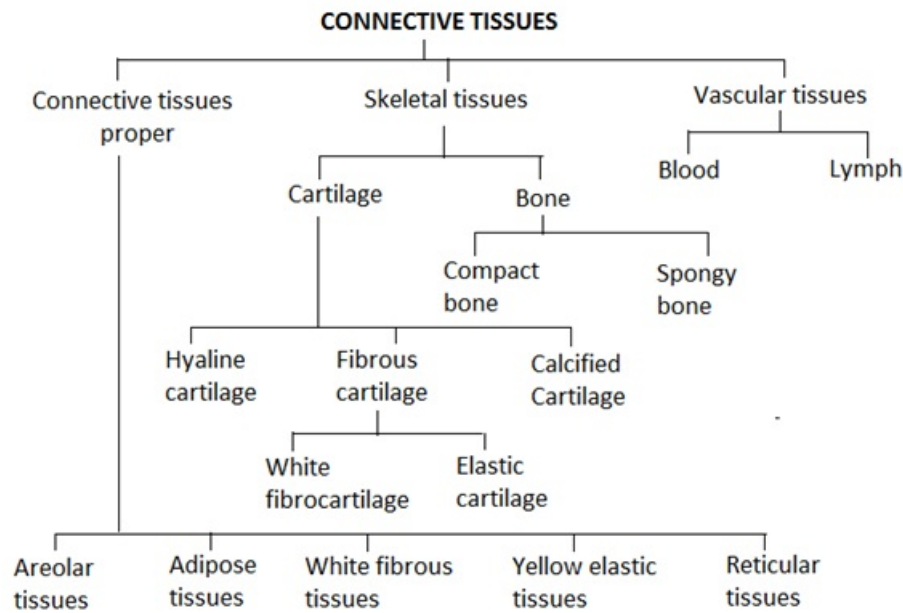 CONNECTIVE TISSUES
Connective tissues
proper
Skeletal tissues
Vascular tissues
Blood
Lymph
Cartilage
Bone
Compact
bone
Spongy
bone
Hyaline
cartilage
Fibrous
cartilage
Calcified
Cartilage
White
fibrocartilage
Elastic
cartilage
Areolar
tissues
Adipose
tissues
White fibrous
tissues
Yellow elastic
tissues
Reticular
tissues